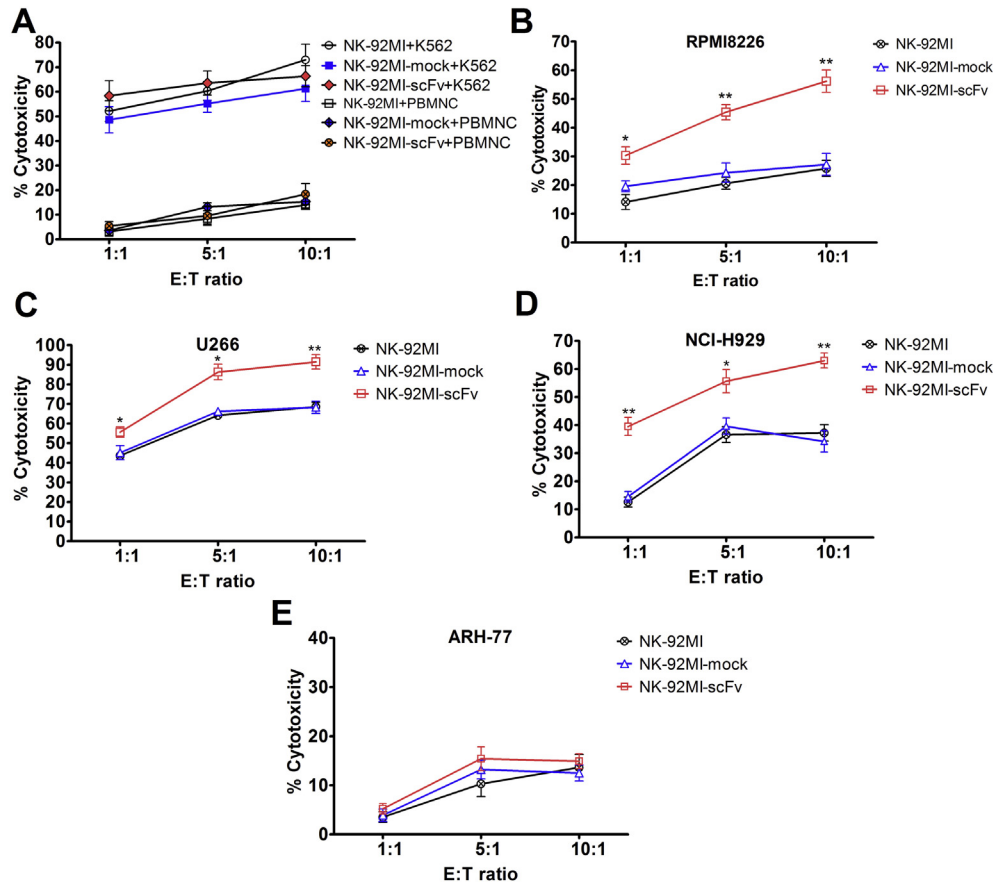 A
% Cytotoxicity
80
70
60
50
40
30
20
10
0
1:1 5:1 10:1
E:T ratio
NK-92MI+K562
NK-92MI-mock+K562
NK-92MI-scFv+K562
NK-92MI+PBMNC
NK-92MI-mock+PBMNC
NK-92MI-scFv+PBMNC
B
RPMI8226
% Cytotoxicity
70
60
50
40
30
20
10
0
*
**
**
1:1 5:1 10:1
E:T ratio
NK-92MI
NK-92MI-mock
NK-92MI-scFv
C
U266
% Cytotoxicity
100
90
80
70
60
50
40
30
20
10
0
*
*
**
1:1 5:1 10:1
E:T ratio
NK-92MI
NK-92MI-mock
NK-92MI-scFv
D
NCI-H929
% Cytotoxicity
70
60
50
40
30
20
10
0
**
*
**
1:1 5:1 10:1
E:T ratio
NK-92MI
NK-92MI-mock
NK-92MI-scFv
E
ARH-77
% Cytotoxicity
40
30
20
10
0
1:1 5:1 10:1
E:T ratio
NK-92MI
NK-92MI-mock
NK-92MI-scFv